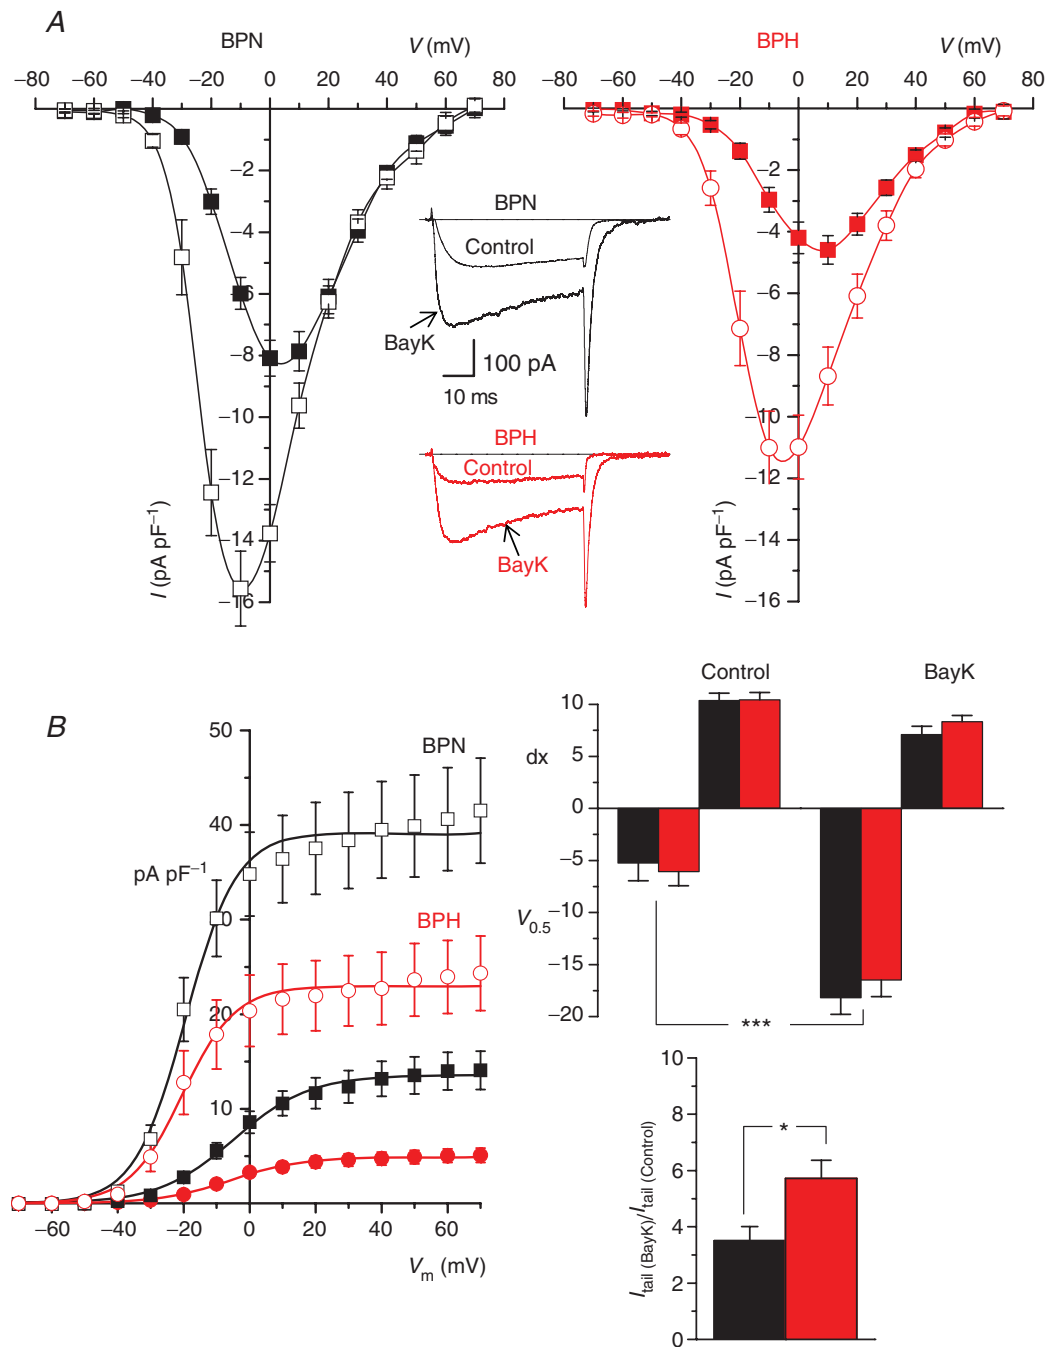 A
BPN
V (mV)
−80 −60 −40 −20 0 20 40 60 80
−2
−4
−6
−8
−10
−12
−14
−16
I (pA pF⁻¹)
BPN
Control
BayK
100 pA
10 ms
BPH
Control
BayK
BPH
V (mV)
−80 −60 −40 −20 0 20 40 60 80
−2
−4
−6
−8
−10
−12
−14
−16
I (pA pF⁻¹)
B
50
40
30
20
10
pA pF⁻¹
BPN
BPH
−60 −40 −20 0 20 40 60
Vm (mV)
Control BayK
10
5
0
−5
−10
−15
−20
dx
V0.5
***
10
8
6
4
2
0
Itail (BayK)/Itail (Control)
*